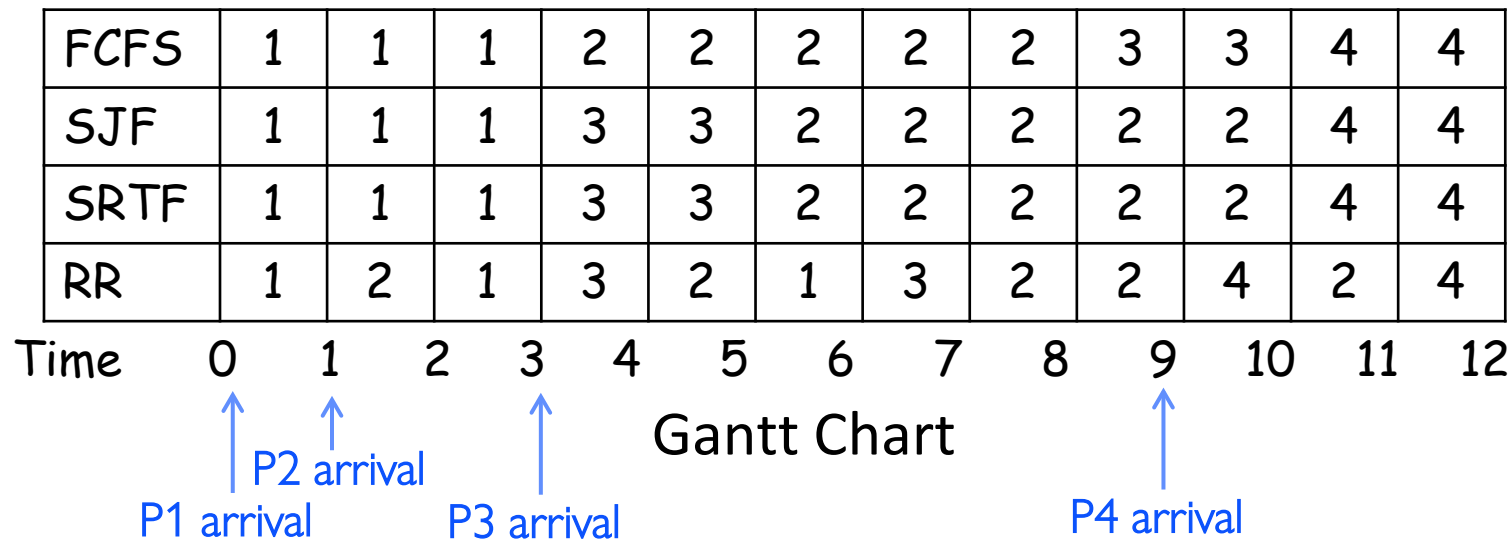 FCFS 1 1 1 2 2 2 2 2 3 3 4 4
SJF 1 1 1 3 3 2 2 2 2 2 4 4
SRTF 1 1 1 3 3 2 2 2 2 2 4 4
RR 1 2 1 3 2 1 3 2 2 4 2 4
Time 0 1 2 3 4 5 6 7 8 9 10 11 12
Gantt Chart
P2 arrival
P1 arrival P3 arrival P4 arrival